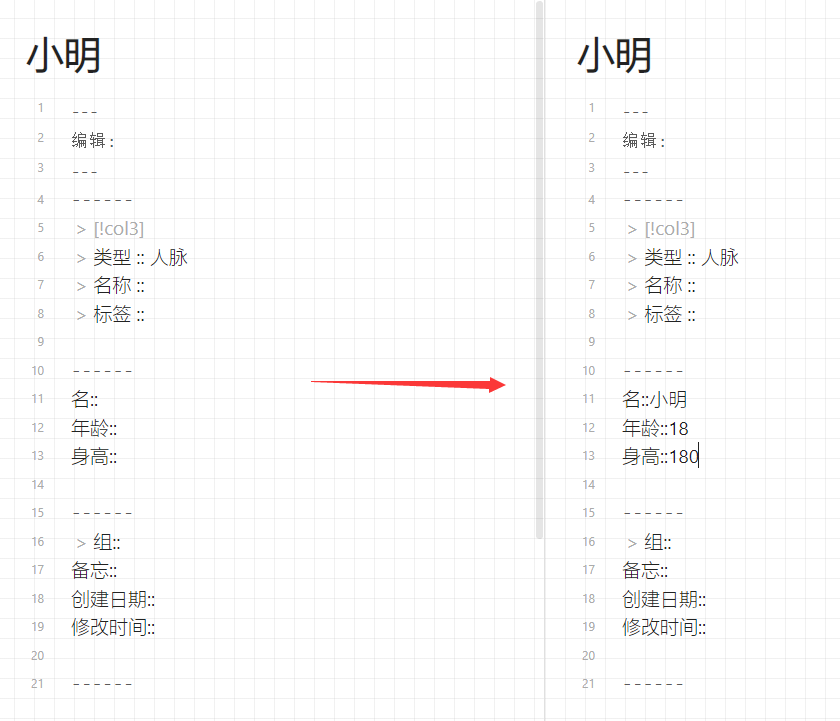 小明
1 ---
2 编辑:
3 ---
4 ------
5 > [!col3]
6 > 类型 :: 人脉
7 > 名称 ::
8 > 标签 ::
9
10 ------
11 名::
12 年龄::
13 身高::
14
15 ------
16 > 组::
17 备忘::
18 创建日期::
19 修改时间::
20
21 ------
小明
1 ---
2 编辑:
3 ---
4 ------
5 > [!col3]
6 > 类型 :: 人脉
7 > 名称 ::
8 > 标签 ::
9
10 ------
11 名::小明
12 年龄::18
13 身高::180
14
15 ------
16 > 组::
17 备忘::
18 创建日期::
19 修改时间::
20
21 ------